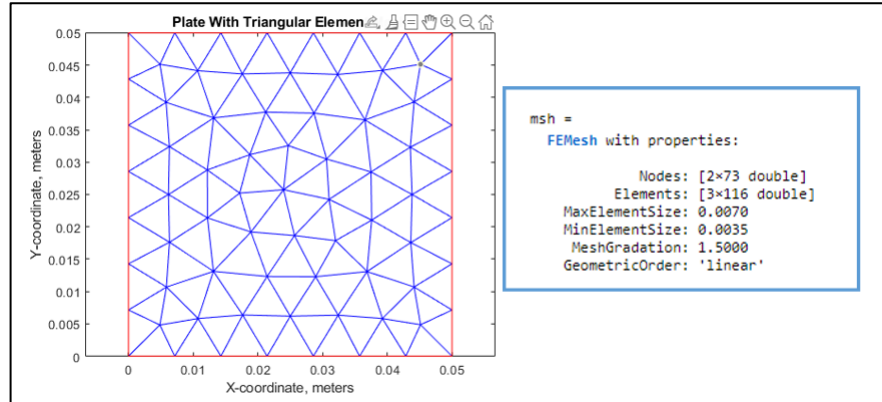 Plate With Triangular Elemen
0.05
0.045
0.04
0.035
0.03
0.025
0.02
0.015
0.01
0.005
0
Y-coordinate, meters
0 0.01 0.02 0.03 0.04 0.05
X-coordinate, meters
msh =
FEMesh with properties:
Nodes: [2×73 double]
Elements: [3×116 double]
MaxElementSize: 0.0070
MinElementSize: 0.0035
MeshGradation: 1.5000
GeometricOrder: 'linear'